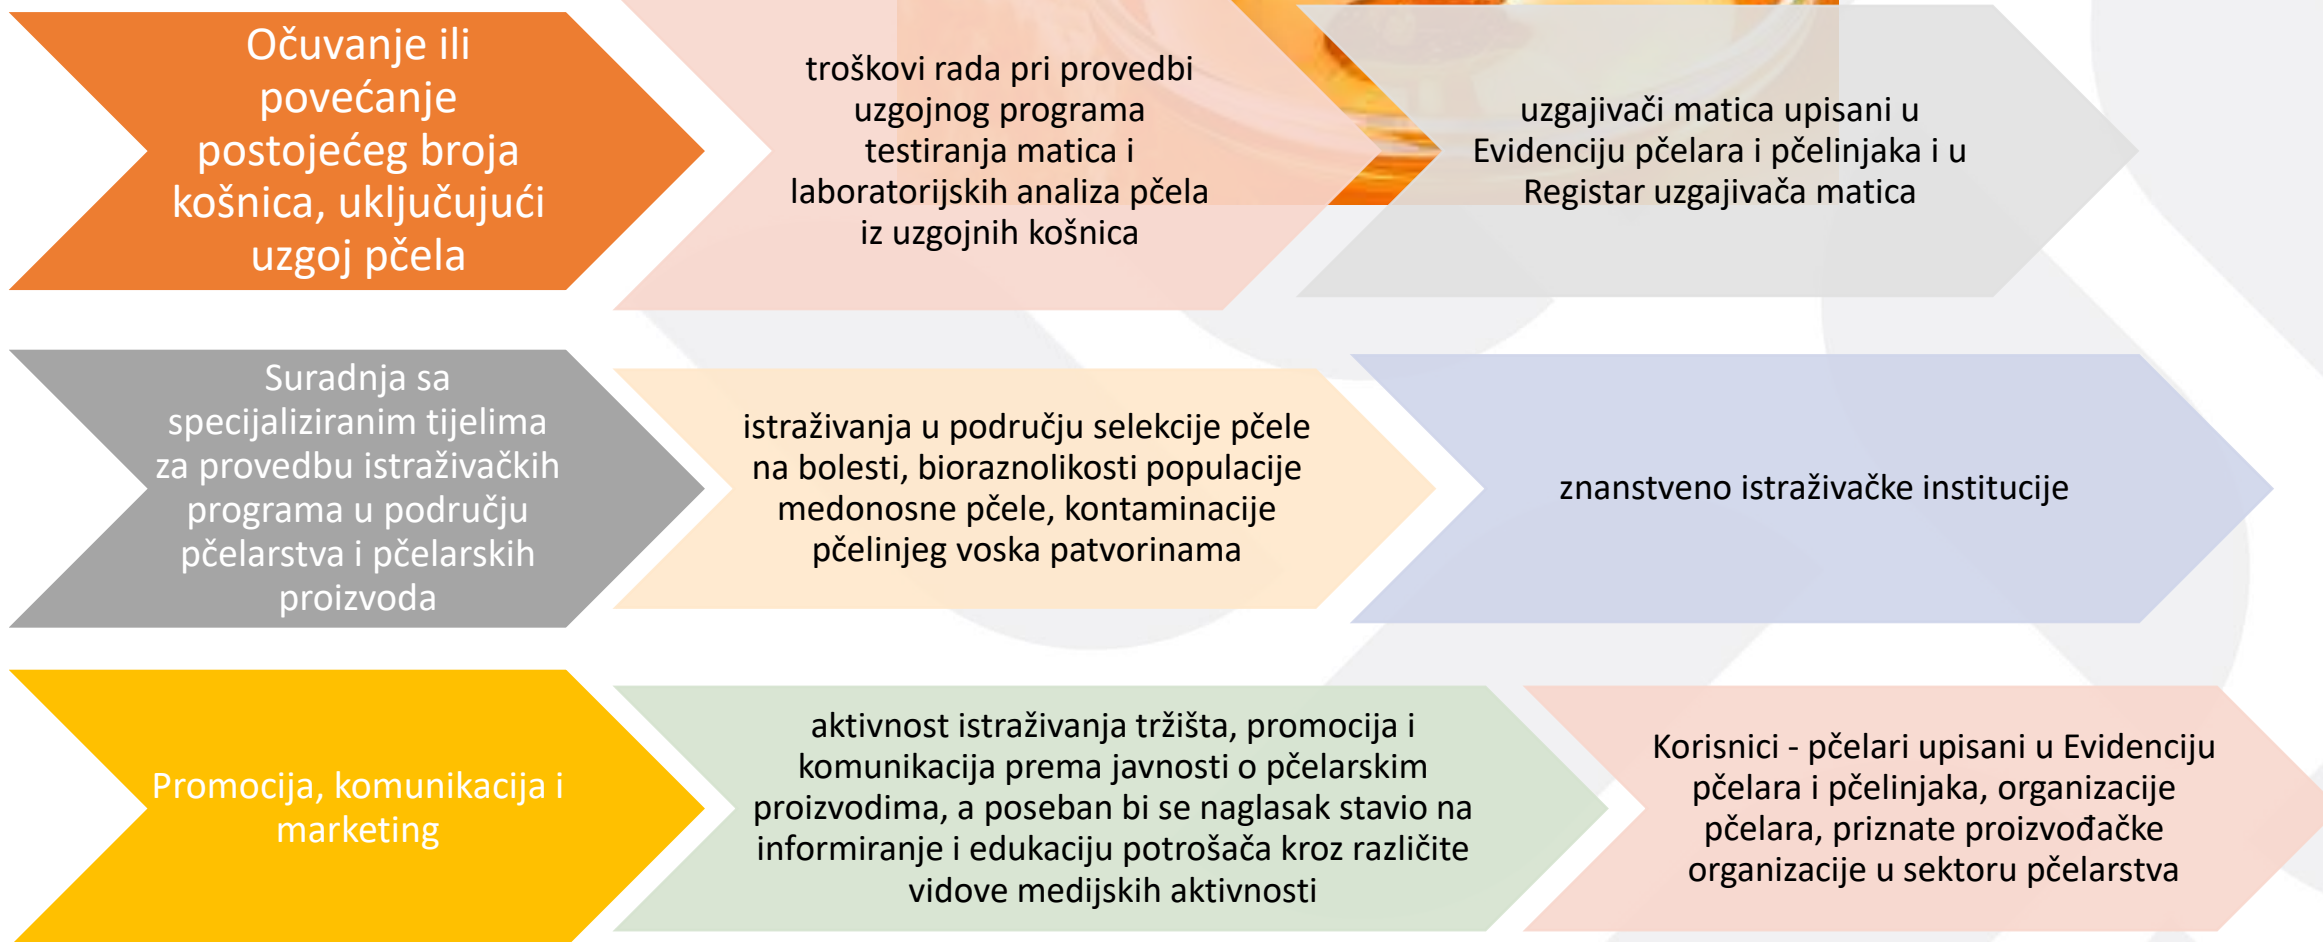 Očuvanje ili
povećanje
postojećeg broja
košnica, uključujući
uzgoj pčela
troškovi rada pri provedbi
uzgojnog programa
testiranja matica i
laboratorijskih analiza pčela
iz uzgojnih košnica
uzgajivači matica upisani u
Evidenciju pčelara i pčelinjaka i u
Registar uzgajivača matica
Suradnja sa
specijaliziranim tijelima
za provedbu istraživačkih
programa u području
pčelarstva i pčelarskih
proizvoda
istraživanja u području selekcije pčele
na bolesti, bioraznolikosti populacije
medonosne pčele, kontaminacije
pčelinjeg voska patvorinama
znanstveno istraživačke institucije
Promocija, komunikacija i
marketing
aktivnost istraživanja tržišta, promocija i
komunikacija prema javnosti o pčelarskim
proizvodima, a poseban bi se naglasak stavio na
informiranje i edukaciju potrošača kroz različite
vidove medijskih aktivnosti
Korisnici - pčelari upisani u Evidenciju
pčelara i pčelinjaka, organizacije
pčelara, priznate proizvođačke
organizacije u sektoru pčelarstva